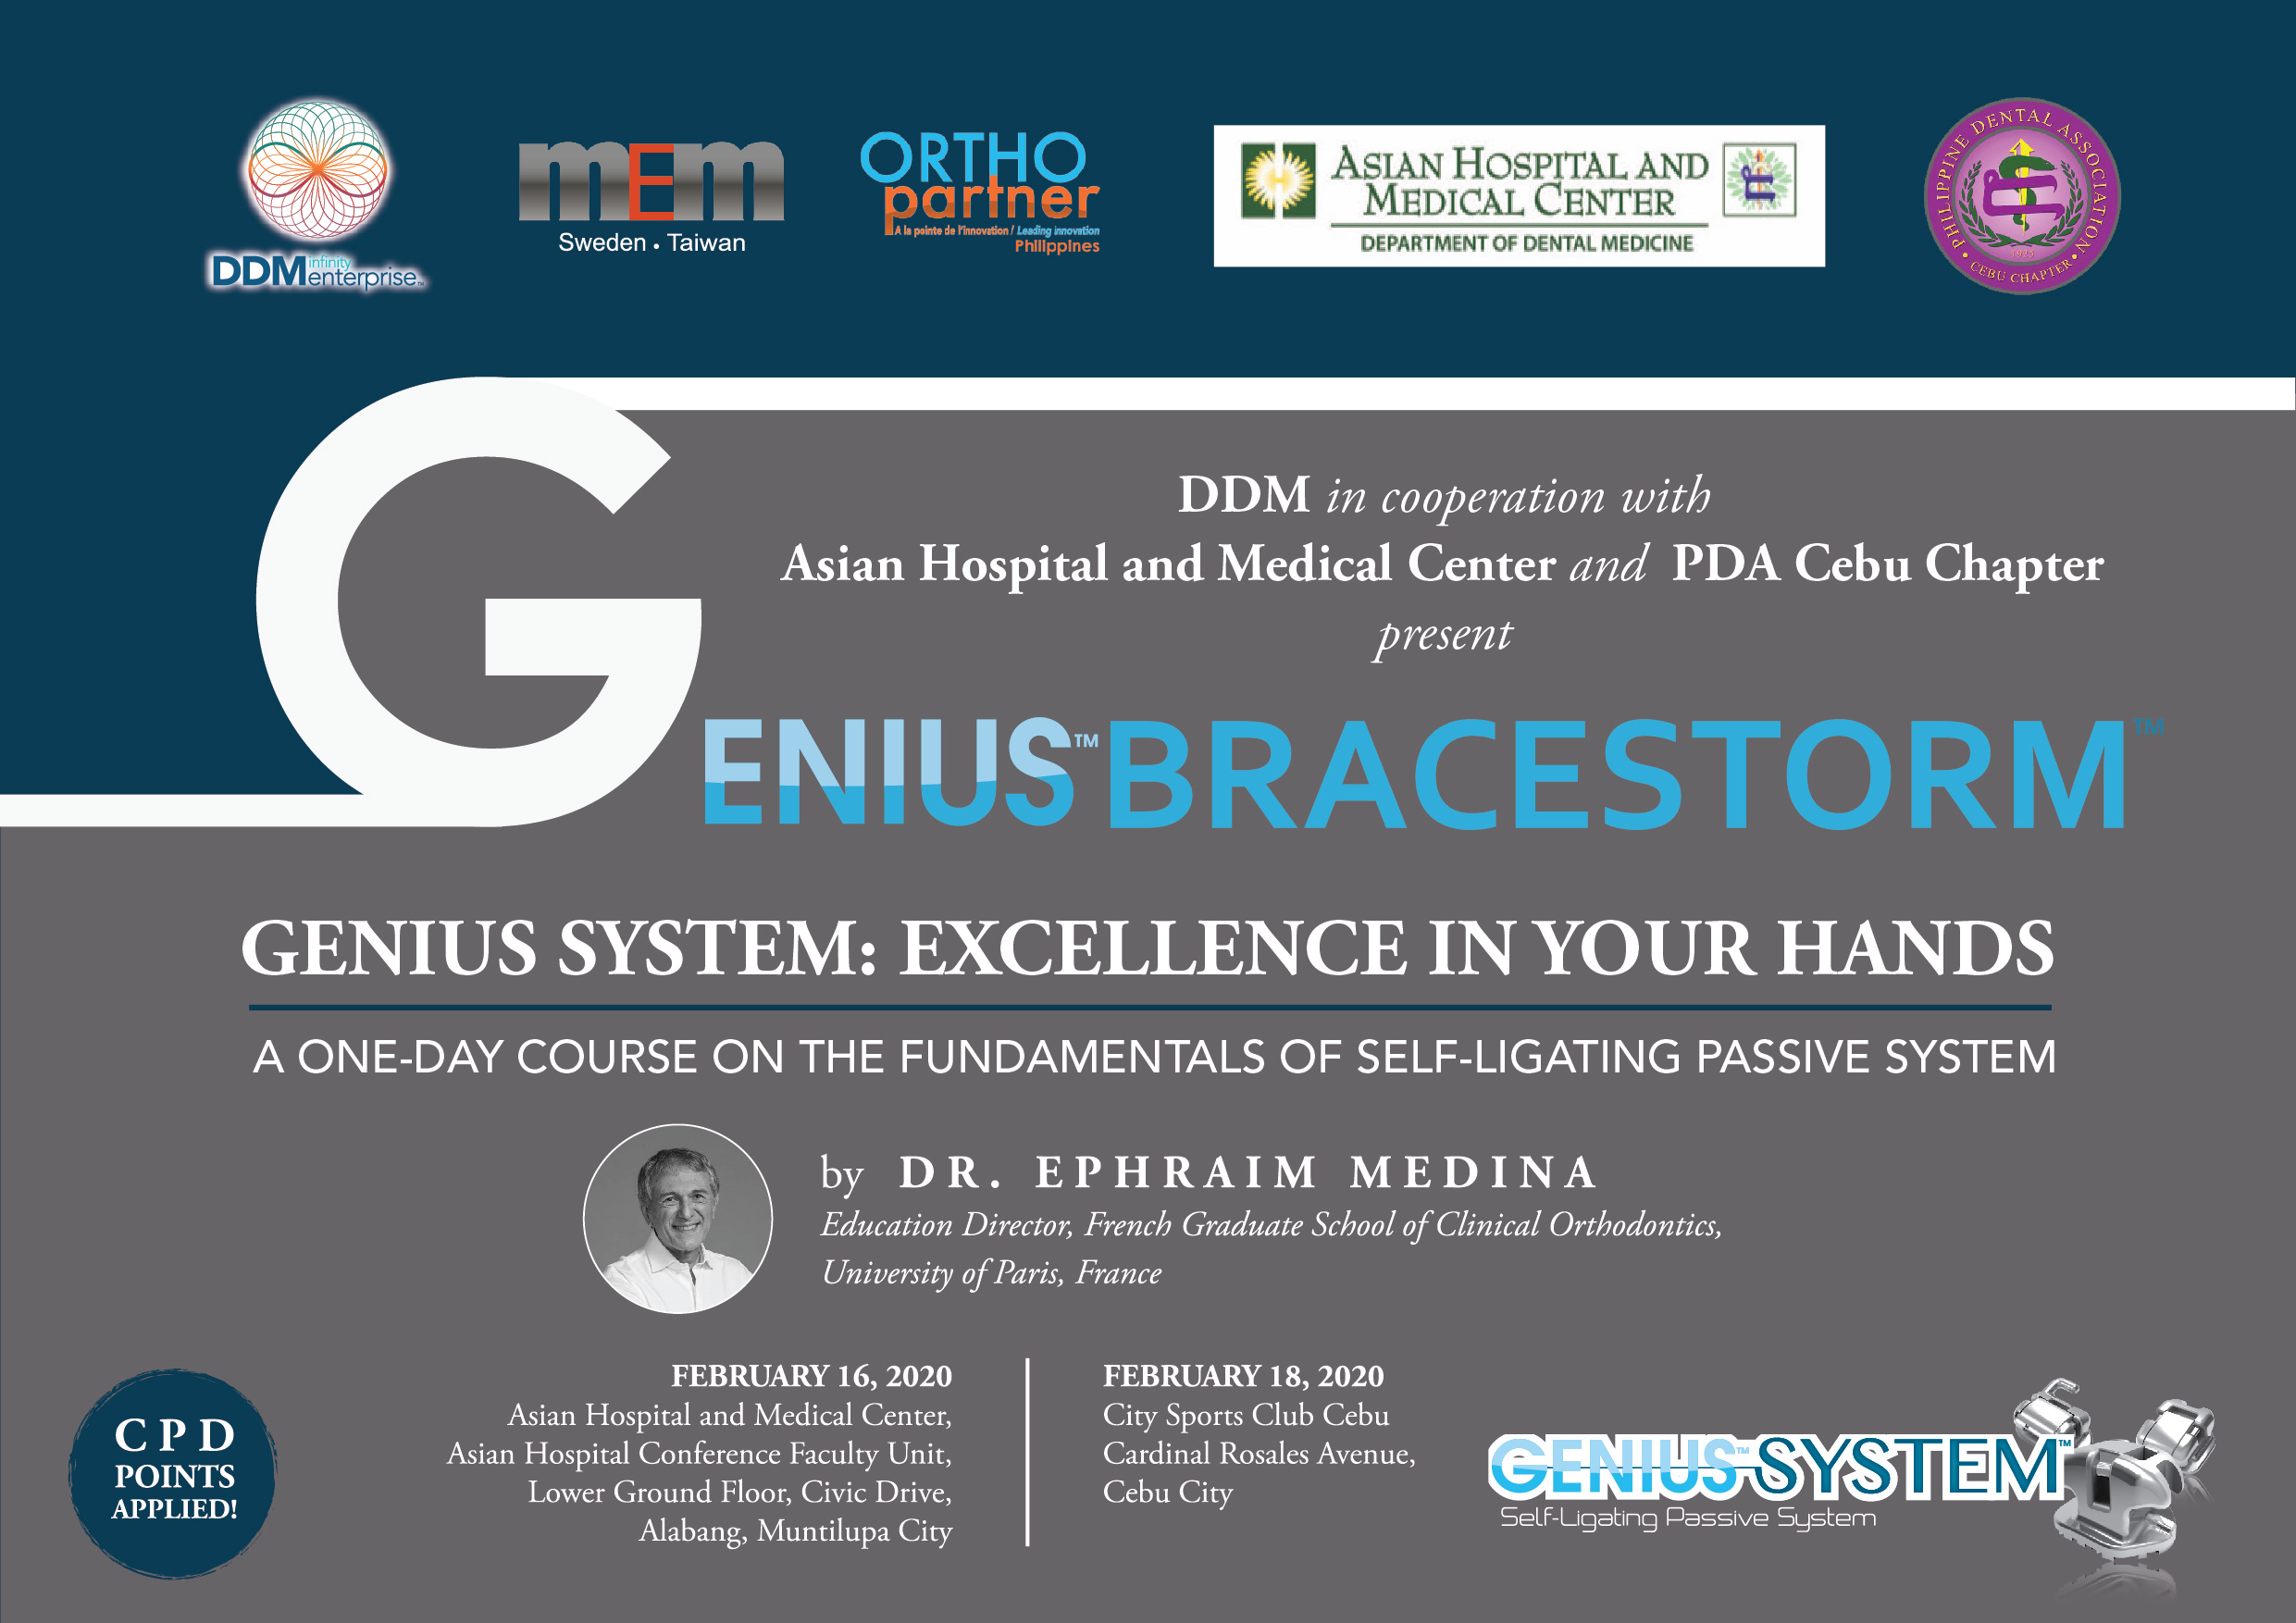 DDM infinity enterprise™
mEm
Sweden • Taiwan
ORTHO
partner
A la pointe de l'innovation / Leading innovation
Philippines
ASIAN HOSPITAL AND
MEDICAL CENTER
DEPARTMENT OF DENTAL MEDICINE
PHILIPPINE DENTAL ASSOCIATION
• CEBU CHAPTER •
DDM in cooperation with
Asian Hospital and Medical Center and PDA Cebu Chapter
present
GENIUS™ BRACESTORM™
GENIUS SYSTEM: EXCELLENCE IN YOUR HANDS
A ONE-DAY COURSE ON THE FUNDAMENTALS OF SELF-LIGATING PASSIVE SYSTEM
by DR. EPHRAIM MEDINA
Education Director, French Graduate School of Clinical Orthodontics,
University of Paris, France
CPD
POINTS
APPLIED!
FEBRUARY 16, 2020
Asian Hospital and Medical Center,
Asian Hospital Conference Faculty Unit,
Lower Ground Floor, Civic Drive,
Alabang, Muntilupa City
FEBRUARY 18, 2020
City Sports Club Cebu
Cardinal Rosales Avenue,
Cebu City
GENIUS™ SYSTEM™
Self-Ligating Passive System